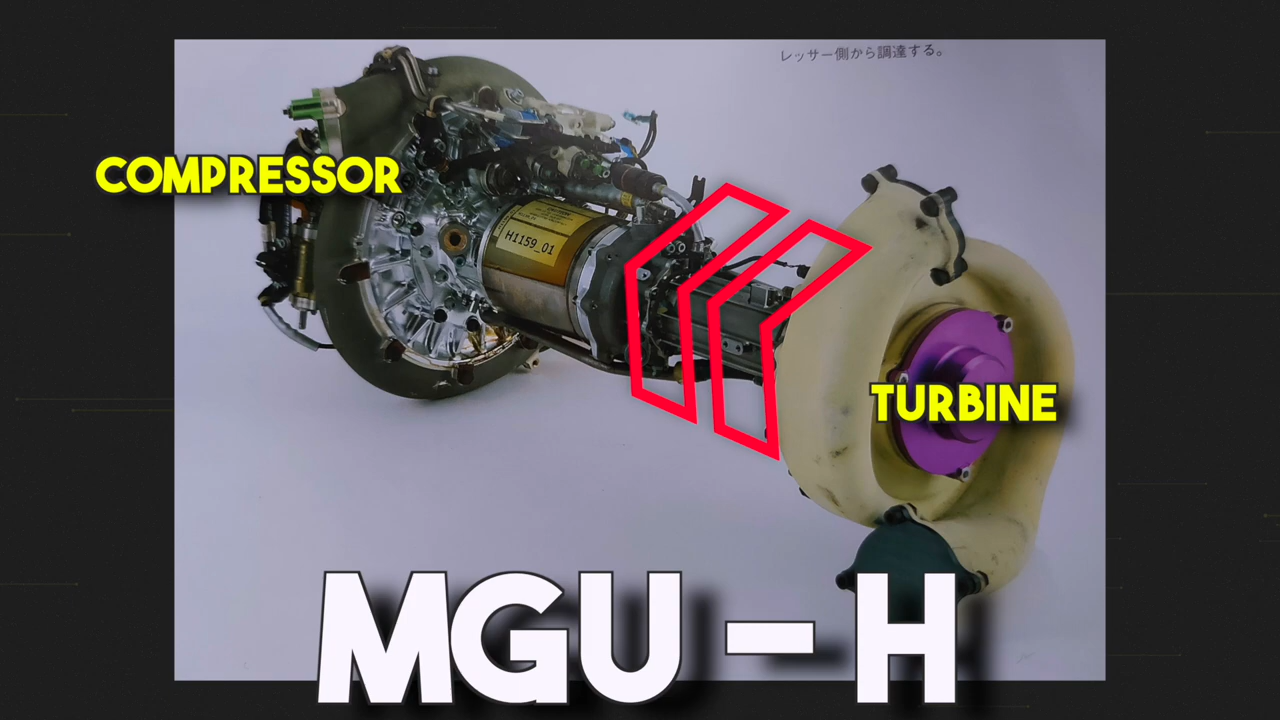 レッサー側から調達する。
COMPRESSOR
H1159_01
TURBINE
MGU - H